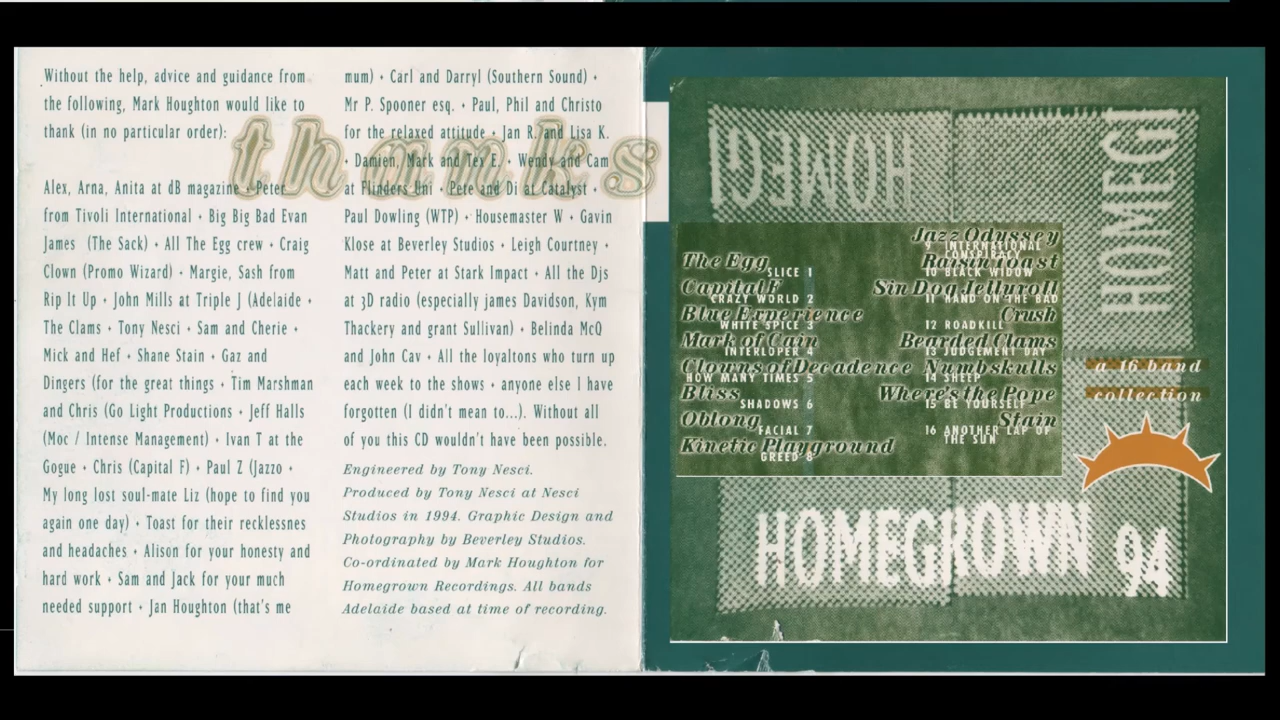 Without the help, advice and guidance from
the following, Mark Houghton would like to
thank (in no particular order):
thanks
Alex, Arna, Anita at dB magazine • Peter
from Tivoli International • Big Big Bad Evan
James (The Sack) • All The Egg crew • Craig
Clown (Promo Wizard) • Margie, Sash from
Rip It Up • John Mills at Triple J (Adelaide •
The Clams • Tony Nesci • Sam and Cherie •
Mick and Hef • Shane Stain • Gaz and
Dingers (for the great things • Tim Marshman
and Chris (Go Light Productions • Jeff Halls
(Moc / Intense Management) • Ivan T at the
Gogue • Chris (Capital F) • Paul Z (Jazzo •
My long lost soul-mate Liz (hope to find you
again one day) • Toast for their recklessnes
and headaches • Alison for your honesty and
hard work • Sam and Jack for your much
needed support • Jan Houghton (that's me
mum) • Carl and Darryl (Southern Sound) •
Mr P. Spooner esq. • Paul, Phil and Christo
for the relaxed attitude • Jan R. and Lisa K.
• Damien, Mark and Tex E. • Wendy and Cam
at Flinders Uni • Pete and Di at Catalyst •
Paul Dowling (WTP) • Housemaster W • Gavin
Klose at Beverley Studios • Leigh Courtney •
Matt and Peter at Stark Impact • All the Djs
at 3D radio (especially james Davidson, Kym
Thackery and grant Sullivan) • Belinda McQ
and John Cav • All the loyaltons who turn up
each week to the shows • anyone else I have
forgotten (I didn't mean to...). Without all
of you this CD wouldn't have been possible.
Engineered by Tony Nesci.
Produced by Tony Nesci at Nesci
Studios in 1994. Graphic Design and
Photography by Beverley Studios.
Co-ordinated by Mark Houghton for
Homegrown Recordings. All bands
Adelaide based at time of recording.
HOMEG
HOMEG
The Egg
SLICE 1
Capital F
CRAZY WORLD 2
Blue Experience
WHITE SPICE 3
Mark of Cain
INTERLOPER 4
Clowns of Decadence
HOW MANY TIMES 5
Bliss
SHADOWS 6
Oblong
FACIAL 7
Kinetic Playground
GREED 8
Jazz Odyssey
9 INTERNATIONAL
CONSPIRACY
Raisin Toast
10 BLACK WIDOW
Sin Dog Jellyroll
11 HAND ON THE BAD
Crush
12 ROADKILL
Bearded Clams
13 JUDGEMENT DAY
Numbskulls
14 SHEEP
Where's the Pope
15 BE YOURSELF
Stain
16 ANOTHER LAP OF
THE SUN
a 16 band
collection
HOMEGROWN 94